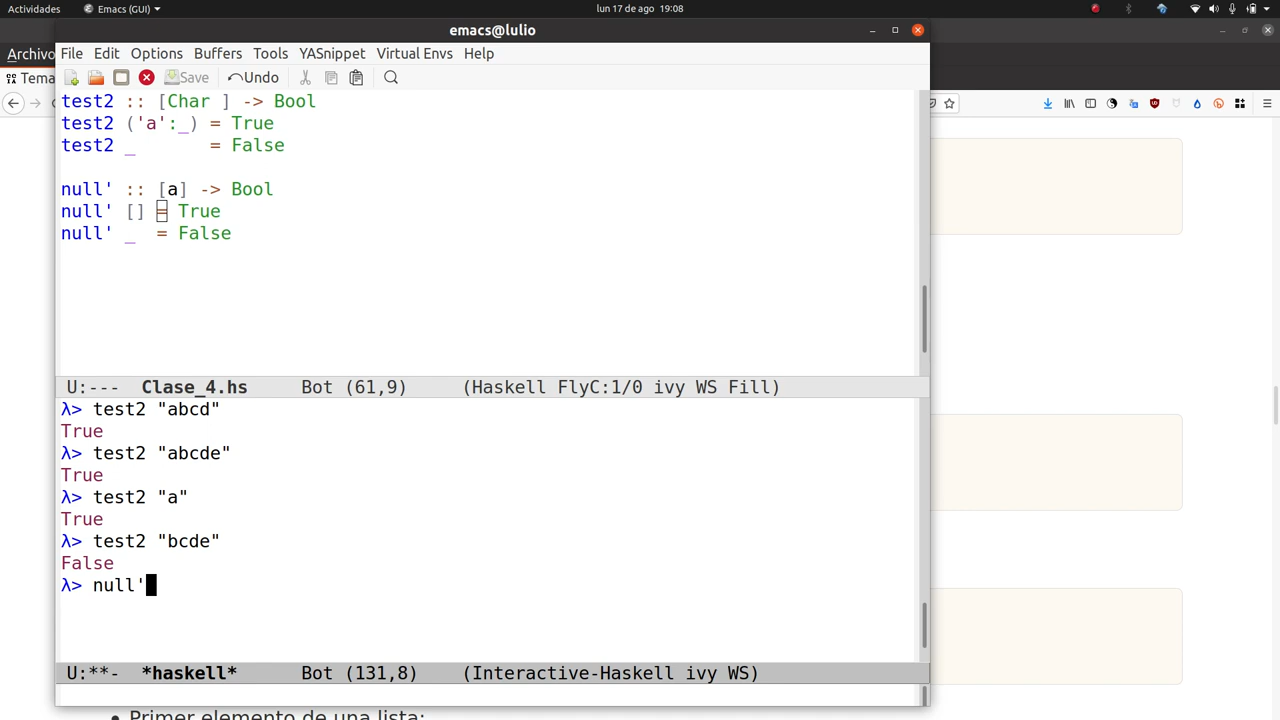 Actividades Emacs (GUI) lun 17 de ago 19:08
emacs@lulio
Archivo
File Edit Options Buffers Tools YASnippet Virtual Envs Help
Tema
Save Undo
test2 :: [Char ] -> Bool
test2 ('a':_) = True
test2 _       = False
null' :: [a] -> Bool
null' [] = True
null' _  = False
U:--- Clase_4.hs Bot (61,9) (Haskell FlyC:1/0 ivy WS Fill)
λ> test2 "abcd"
True
λ> test2 "abcde"
True
λ> test2 "a"
True
λ> test2 "bcde"
False
λ> null'
U:**- *haskell* Bot (131,8) (Interactive-Haskell ivy WS)
Primer elemento de una lista: